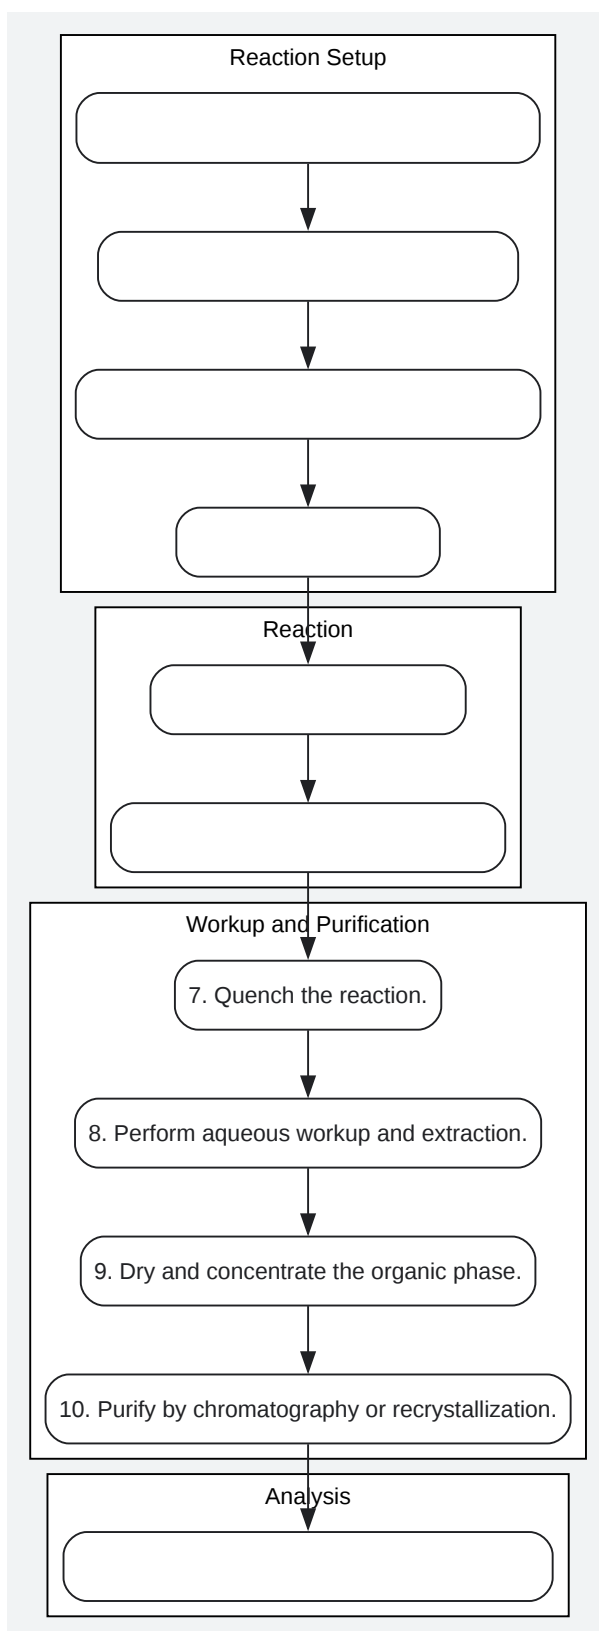 Reaction Setup
Reaction
Workup and Purification
7. Quench the reaction.
8. Perform aqueous workup and extraction.
9. Dry and concentrate the organic phase.
10. Purify by chromatography or recrystallization.
Analysis